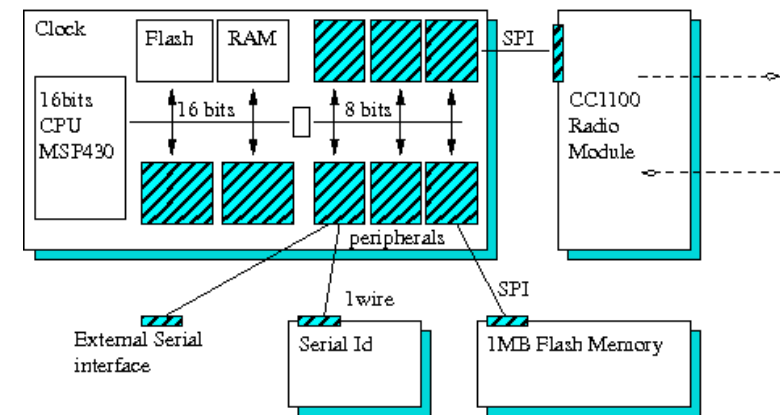 Clock
Flash
RAM
SPI
16bits
CPU
MSP430
16 bits
8 bits
CC1100
Radio
Module
peripherals
1wire
SPI
External Serial
interface
Serial Id
1MB Flash Memory